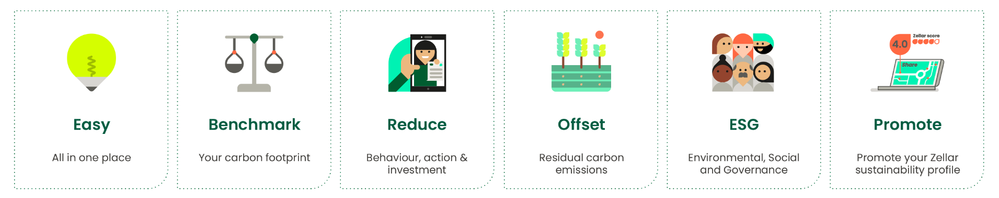 Easy
All in one place
Benchmark
Your carbon footprint
Reduce
Behaviour, action &
investment
Offset
Residual carbon
emissions
ESG
Environmental, Social
and Governance
4.0
Zellar score
Share
Promote
Promote your Zellar
sustainability profile